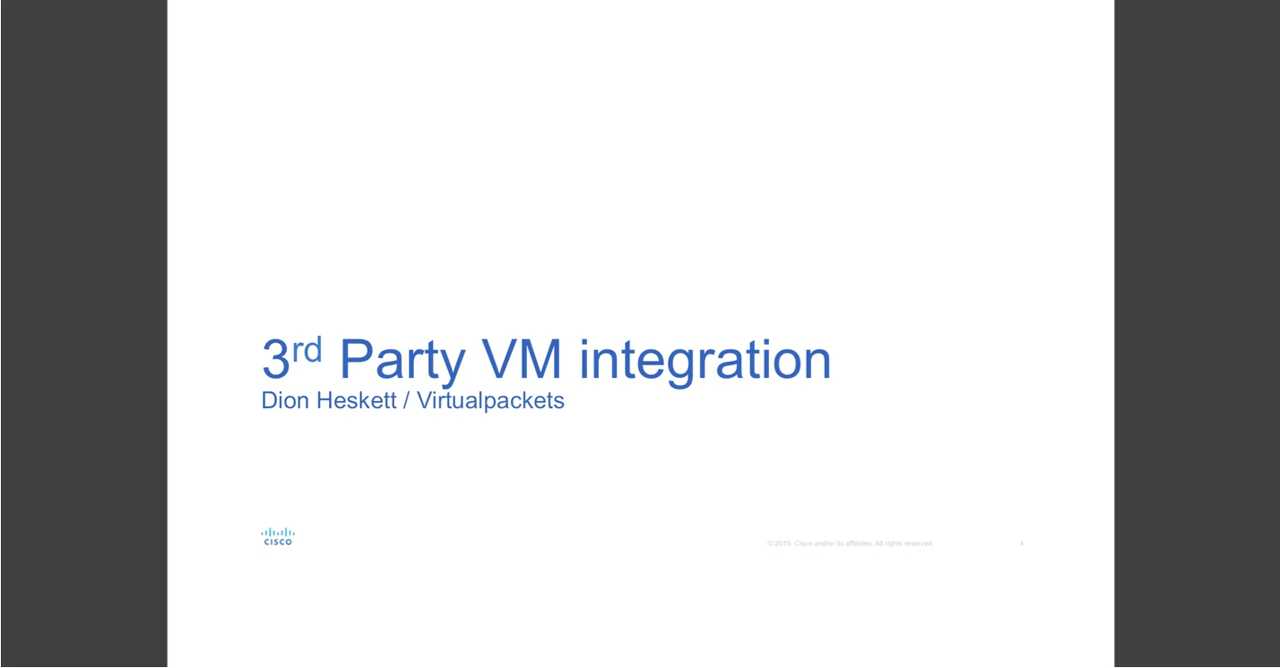 3rd Party VM integration
Dion Heskett / Virtualpackets
CISCO
© 2015 Cisco and/or its affiliates. All rights reserved.
4